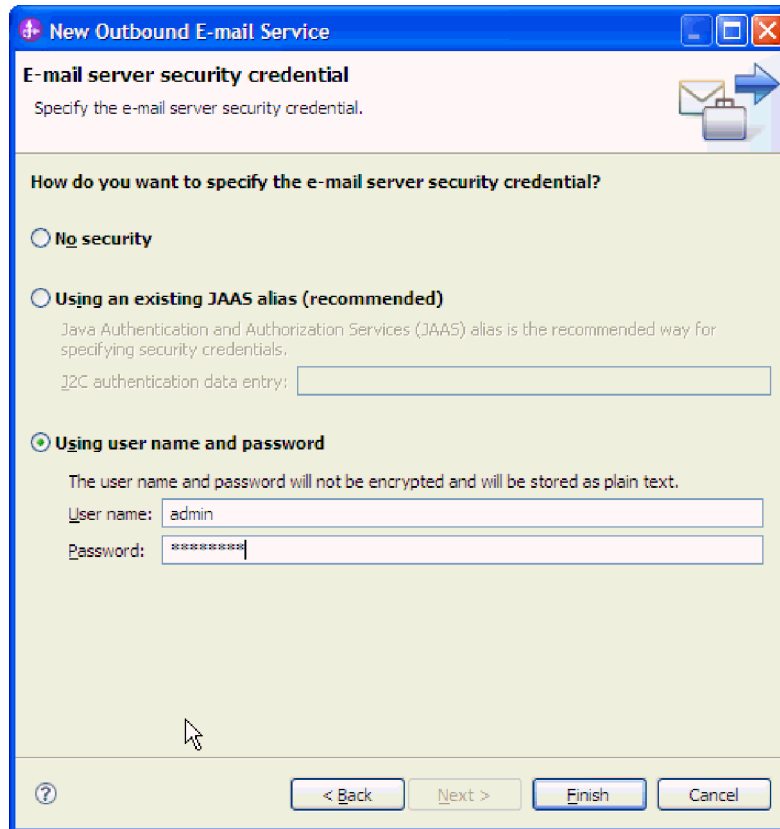 New Outbound E-mail Service
E-mail server security credential
Specify the e-mail server security credential.
How do you want to specify the e-mail server security credential?
No security
Using an existing JAAS alias (recommended)
Java Authentication and Authorization Services (JAAS) alias is the recommended way for
specifying security credentials.
J2C authentication data entry:
Using user name and password
The user name and password will not be encrypted and will be stored as plain text.
User name: admin
Password: ********
? < Back Next > Finish Cancel